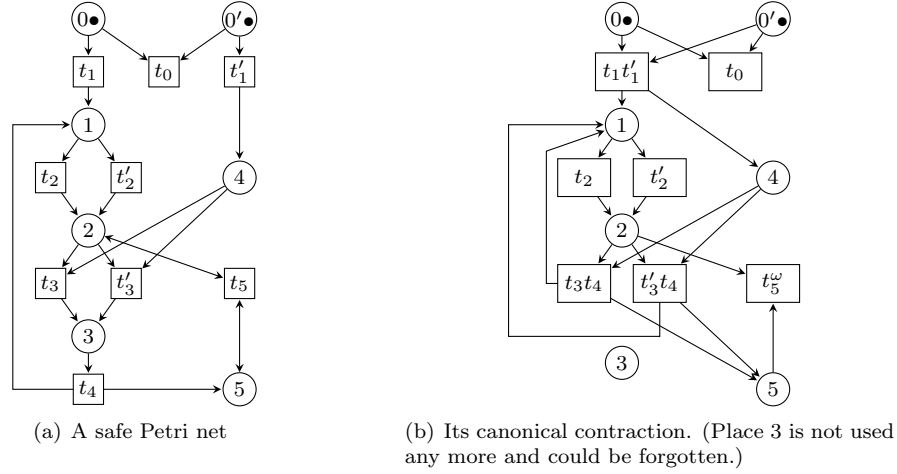 0 0′
t₁ t₀ t′₁
1
t₂ t′₂ 4
2
t₃ t′₃ t₅
3
t₄ 5
(a) A safe Petri net
0 0′
t₁t′₁ t₀
1
t₂ t′₂ 4
2
t₃t₄ t′₃t₄ t₅^ω
3
5
(b) Its canonical contraction. (Place 3 is not used
any more and could be forgotten.)